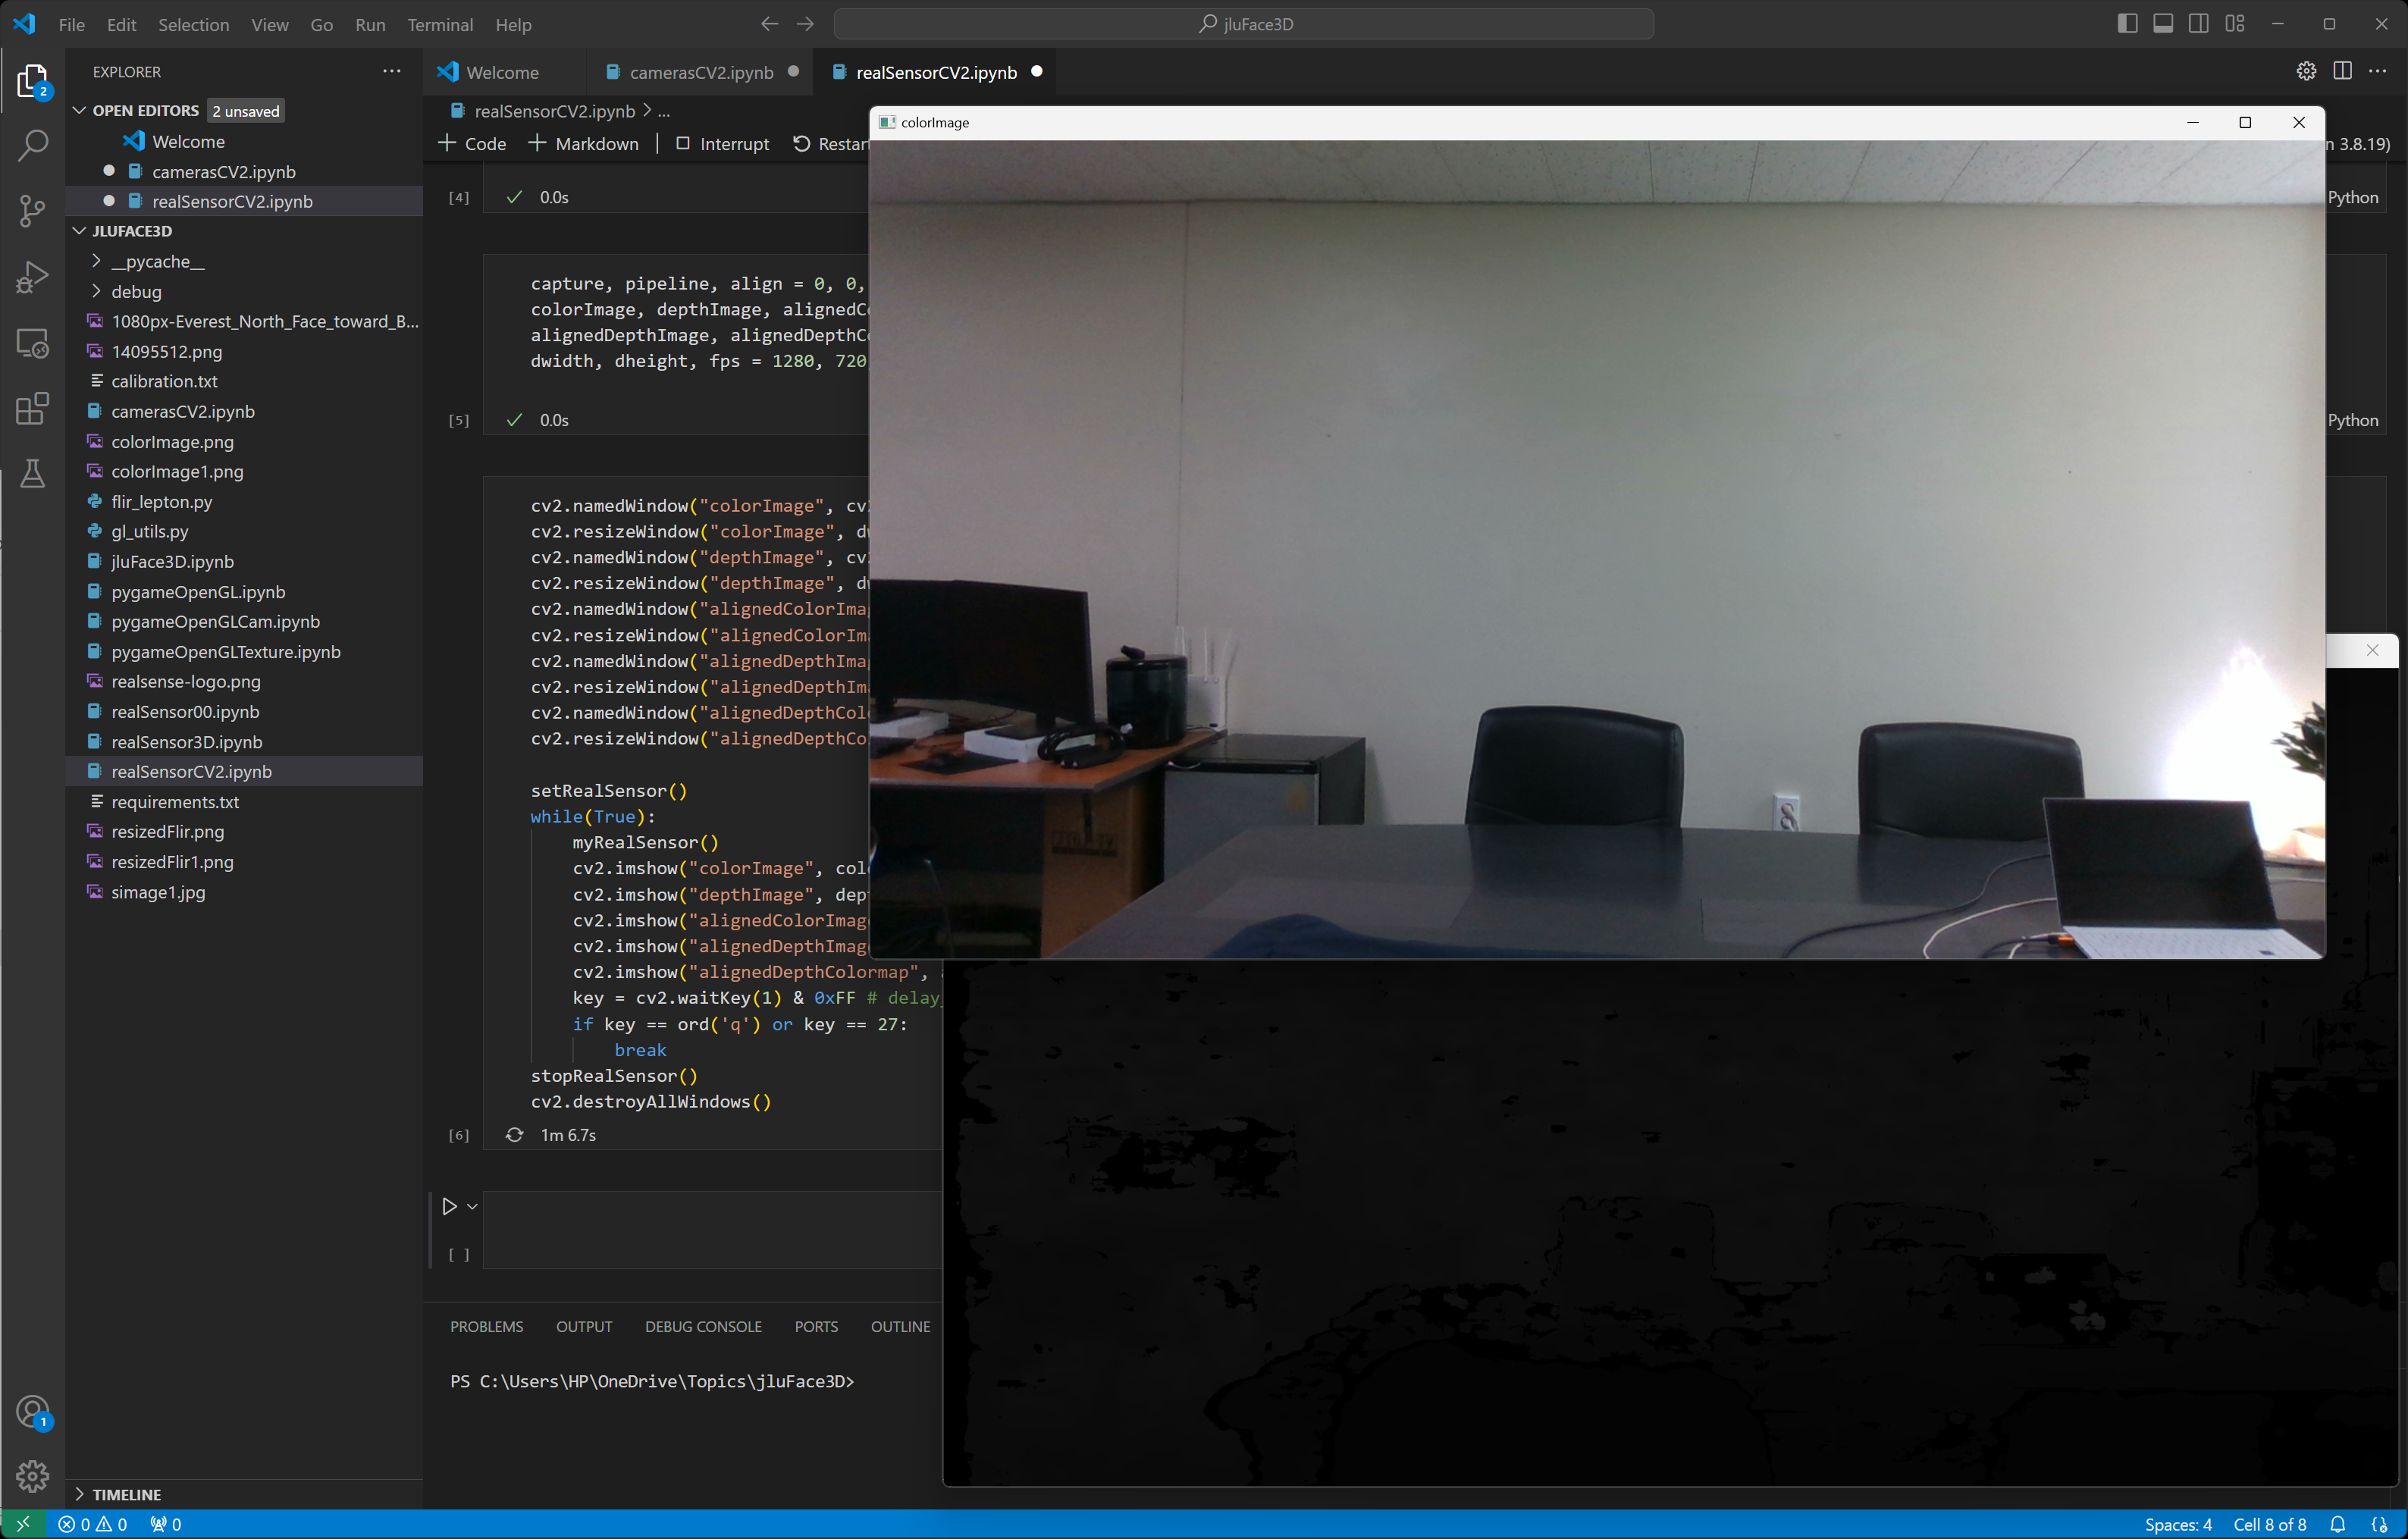 File Edit Selection View Go Run Terminal Help
jluFace3D
EXPLORER
OPEN EDITORS 2 unsaved
Welcome
camerasCV2.ipynb
realSensorCV2.ipynb
JLUFACE3D
__pycache__
debug
1080px-Everest_North_Face_toward_B...
14095512.png
calibration.txt
camerasCV2.ipynb
colorImage.png
colorImage1.png
flir_lepton.py
gl_utils.py
jluFace3D.ipynb
pygameOpenGL.ipynb
pygameOpenGLCam.ipynb
pygameOpenGLTexture.ipynb
realsense-logo.png
realSensor00.ipynb
realSensor3D.ipynb
realSensorCV2.ipynb
requirements.txt
resizedFlir.png
resizedFlir1.png
simage1.jpg
TIMELINE
2
1
Welcome camerasCV2.ipynb realSensorCV2.ipynb
realSensorCV2.ipynb > ...
Code Markdown Interrupt Restar
n 3.8.19)
[4] 0.0s
Python
capture, pipeline, align = 0, 0,
colorImage, depthImage, alignedC
alignedDepthImage, alignedDepthC
dwidth, dheight, fps = 1280, 720
[5] 0.0s
Python
cv2.namedWindow("colorImage", cv
cv2.resizeWindow("colorImage", d
cv2.namedWindow("depthImage", cv
cv2.resizeWindow("depthImage", d
cv2.namedWindow("alignedColorIma
cv2.resizeWindow("alignedColorIm
cv2.namedWindow("alignedDepthIma
cv2.resizeWindow("alignedDepthIm
cv2.namedWindow("alignedDepthCol
cv2.resizeWindow("alignedDepthCo
setRealSensor()
while(True):
myRealSensor()
cv2.imshow("colorImage", col
cv2.imshow("depthImage", dep
cv2.imshow("alignedColorImag
cv2.imshow("alignedDepthImag
cv2.imshow("alignedDepthColormap",
key = cv2.waitKey(1) & 0xFF # delay
if key == ord('q') or key == 27:
break
stopRealSensor()
cv2.destroyAllWindows()
[6] 1m 6.7s
[ ]
colorImage
PROBLEMS OUTPUT DEBUG CONSOLE PORTS OUTLINE
PS C:\Users\HP\OneDrive\Topics\jluFace3D>
0 0 0
Spaces: 4 Cell 8 of 8